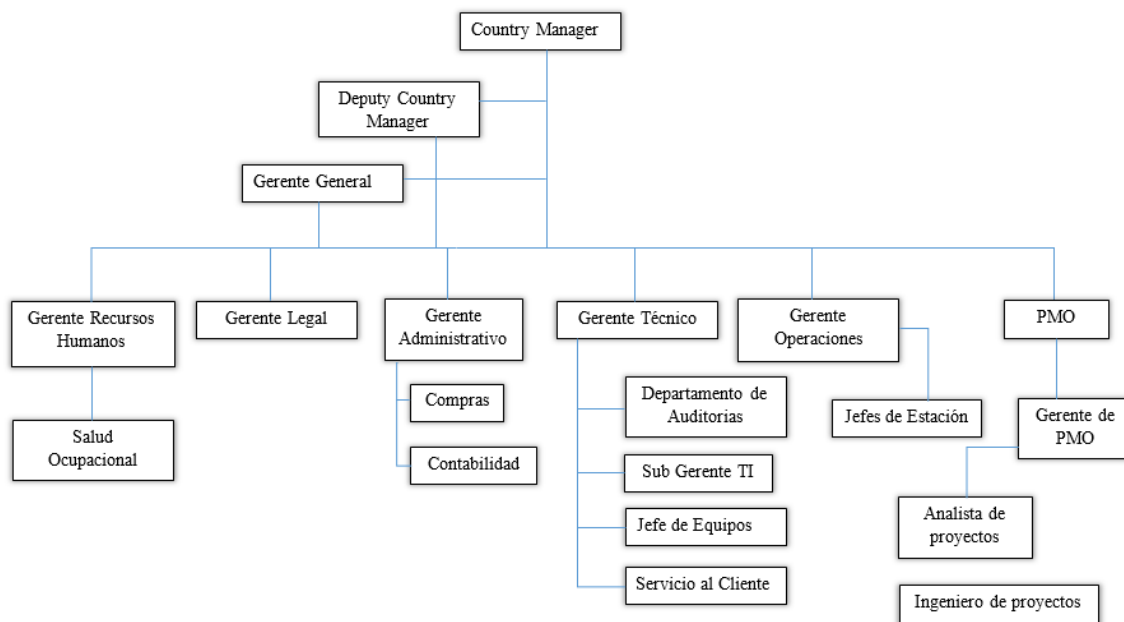 Country Manager
Deputy Country
Manager
Gerente General
Gerente Recursos
Humanos
Gerente Legal
Gerente
Administrativo
Gerente Técnico
Gerente
Operaciones
PMO
Compras
Departamento de
Auditorias
Jefes de Estación
Gerente de
PMO
Salud
Ocupacional
Contabilidad
Sub Gerente TI
Analista de
proyectos
Jefe de Equipos
Servicio al Cliente
Ingeniero de proyectos